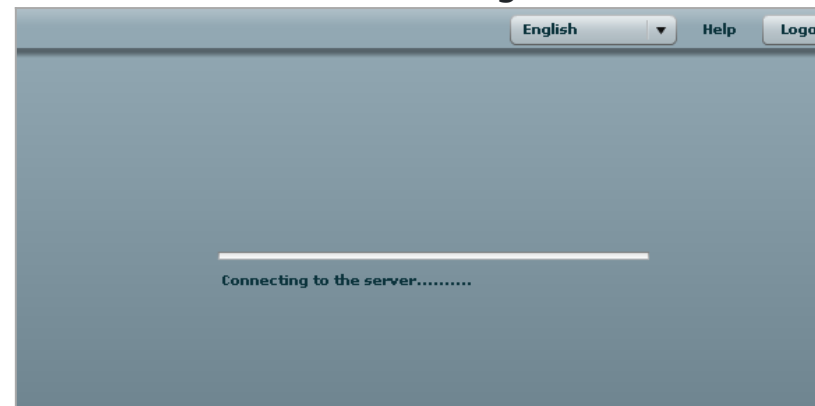 English Help
Connecting to the server..........